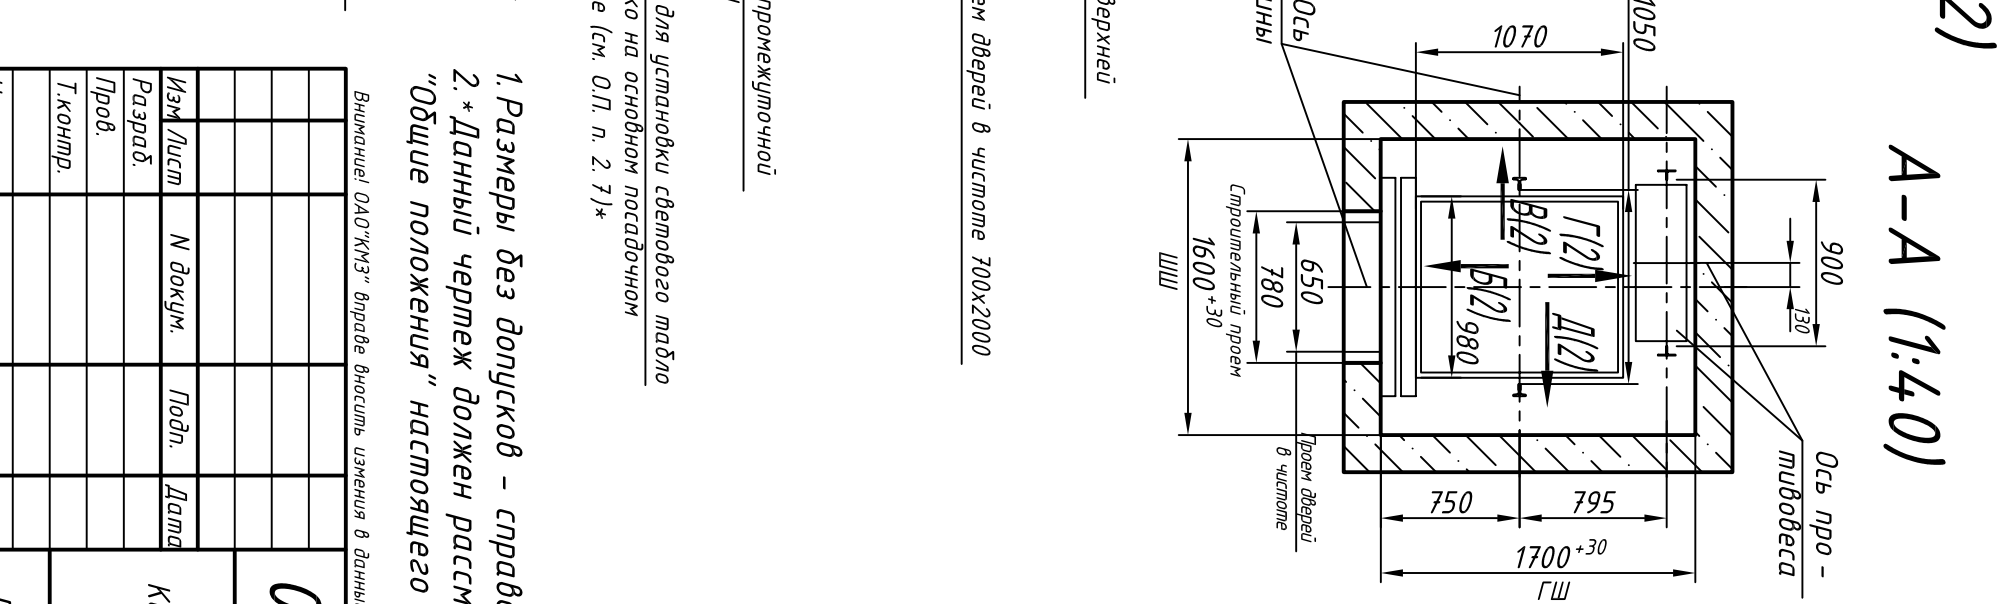 2)
А-А (1:40)
Ось про -
тивовеса
900
130
1050
1070
Ось
Г(2)
В(2)
Д(2)
Б(2)
980
650
780
Строительный проем
1600 +30
ШШ
Проем дверей
в чистоте
750
795
1700 +30
ГШ
верхней
ем дверей в чистоте 700х2000
промежуточной
для установки светового табло
ко на основном посадочном
е (см. О.П. п. 2. 7)*
1. Размеры без допусков - справ
2.*Данный чертеж должен рассм
"Общие положения" настоящего
Внимание! ОАО"КМЗ" вправе вносить измения в данны
Изм Лист N докум. Подп. Дата
Разраб.
Пров.
Т.контр.